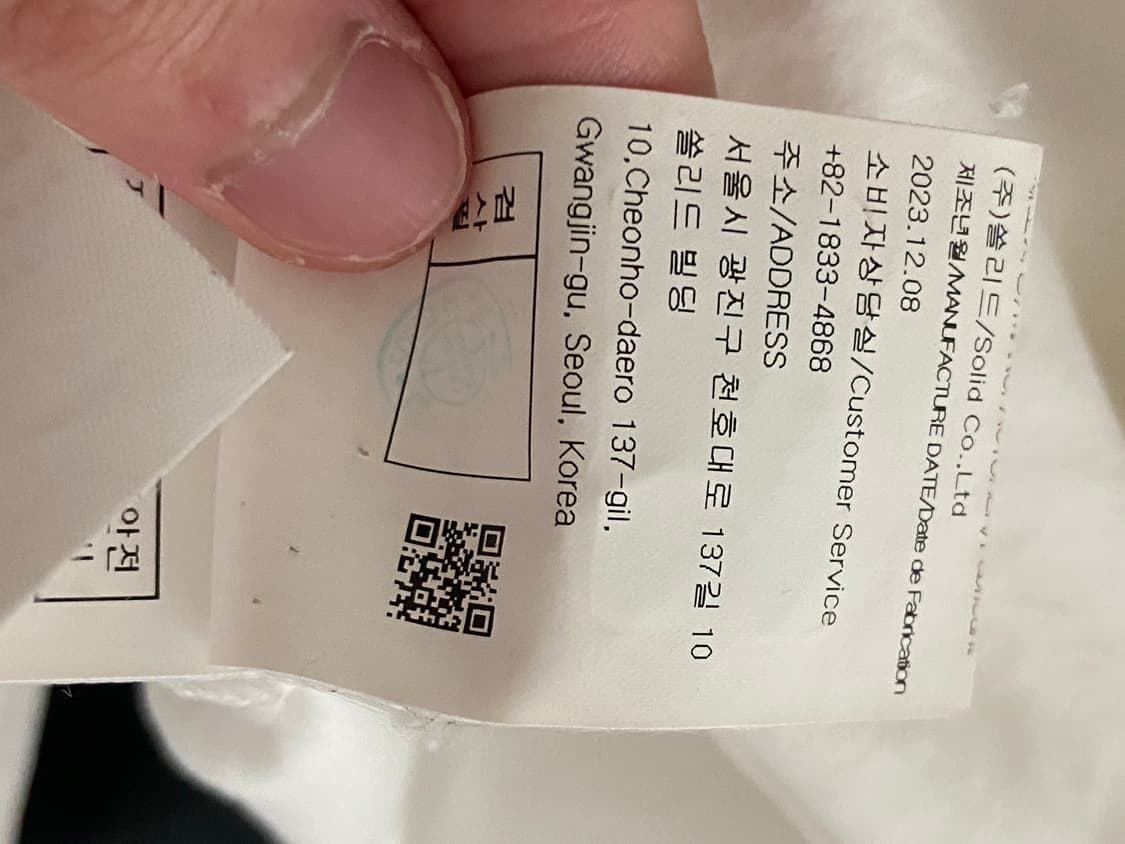 (주)쏠리드/Solid Co.,Ltd
제조년월/MANUFACTURE DATE/Date de Fabrication
2023.12.08
소비자상담실/Customer Service
+82-1833-4868
주소/ADDRESS
서울시 광진구 천호대로 137길 10
쏠리드 빌딩
10,Cheonho-daero 137-gil,
Gwangjin-gu, Seoul, Korea
검
사